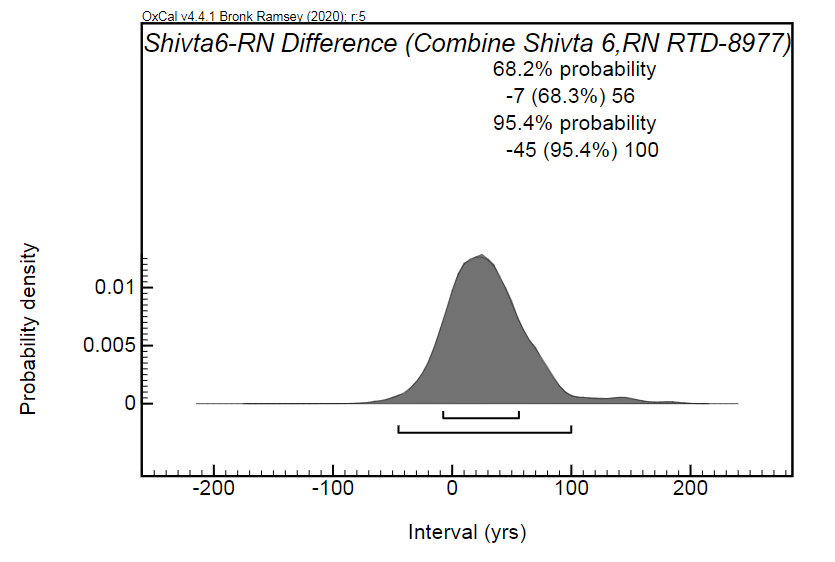 OxCal v4.4.1 Bronk Ramsey (2020); r:5
Shivta6-RN Difference (Combine Shivta 6,RN RTD-8977)
68.2% probability
-7 (68.3%) 56
95.4% probability
-45 (95.4%) 100
Probability density
0.01
0.005
0
-200 -100 0 100 200
Interval (yrs)